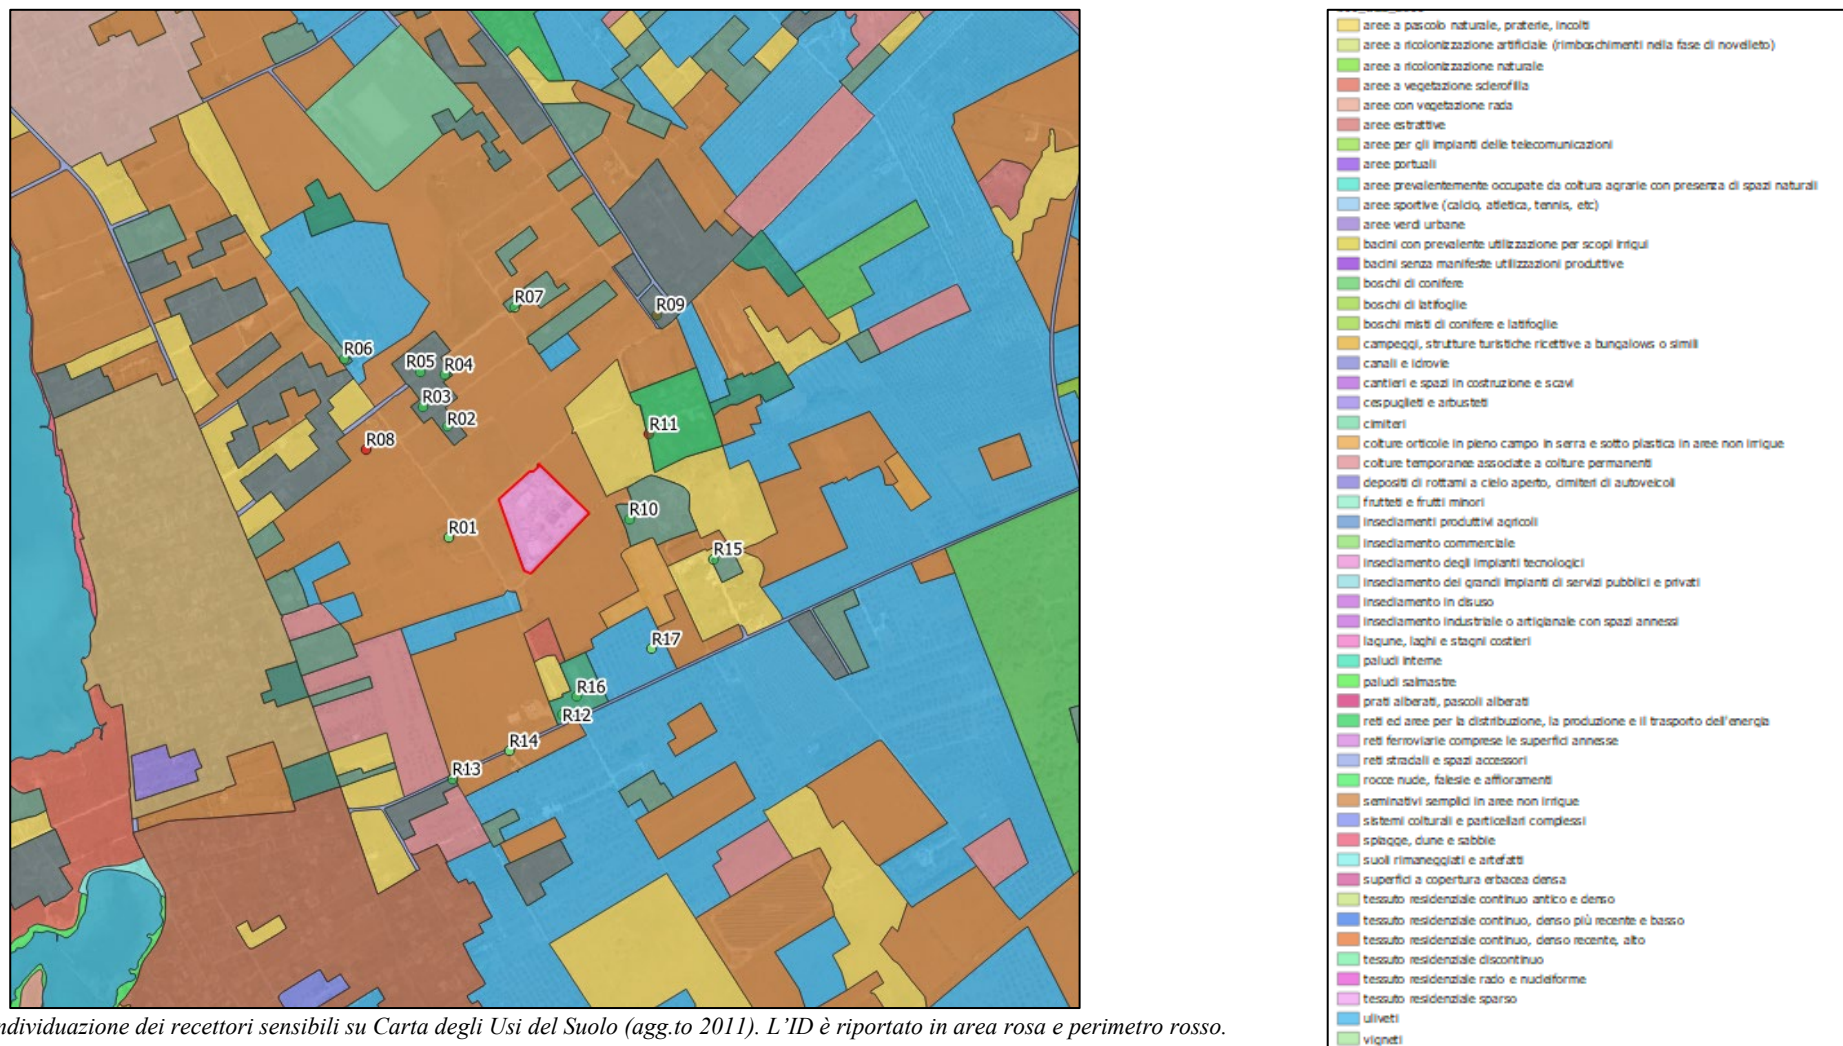 R07
R09
R06
R05
R04
R03
R02
R11
R08
R10
R01
R15
R17
R16
R12
R14
R13
ndividuazione dei recettori sensibili su Carta degli Usi del Suolo (agg.to 2011). L'ID è riportato in area rosa e perimetro rosso.
aree a pascolo naturale, praterie, incolti
aree a ricolonizzazione artificiale (rimboschimenti nella fase di novelleto)
aree a ricolonizzazione naturale
aree a vegetazione sclerofilla
aree con vegetazione rada
aree estrattive
aree per gli impianti delle telecomunicazioni
aree portuali
aree prevalentemente occupate da coltura agrarie con presenza di spazi naturali
aree sportive (calcio, atletica, tennis, etc)
aree verdi urbane
bacini con prevalente utilizzazione per scopi irrigui
bacini senza manifeste utilizzazioni produttive
boschi di conifere
boschi di latifoglie
boschi misti di conifere e latifoglie
campeggi, strutture turistiche ricettive a bungalows o simili
canali e idrovie
cantieri e spazi in costruzione e scavi
cespuglieti e arbusteti
cimiteri
colture orticole in pieno campo in serra e sotto plastica in aree non irrigue
colture temporanee associate a colture permanenti
depositi di rottami a cielo aperto, cimiteri di autoveicoli
frutteti e frutti minori
insediamenti produttivi agricoli
insediamento commerciale
insediamento degli impianti tecnologici
insediamento dei grandi impianti di servizi pubblici e privati
insediamento in disuso
insediamento industriale o artigianale con spazi annessi
lagune, laghi e stagni costieri
paludi interne
paludi salmastre
prati alberati, pascoli alberati
reti ed aree per la distribuzione, la produzione e il trasporto dell'energia
reti ferroviarie comprese le superfici annesse
reti stradali e spazi accessori
rocce nude, falesie e affioramenti
seminativi semplici in aree non irrigue
sistemi colturali e particellari complessi
spiagge, dune e sabbie
suoli rimaneggiati e artefatti
superfici a copertura erbacea densa
tessuto residenziale continuo antico e denso
tessuto residenziale continuo, denso più recente e basso
tessuto residenziale continuo, denso recente, alto
tessuto residenziale discontinuo
tessuto residenziale rado e nucleiforme
tessuto residenziale sparso
uliveti
vigneti